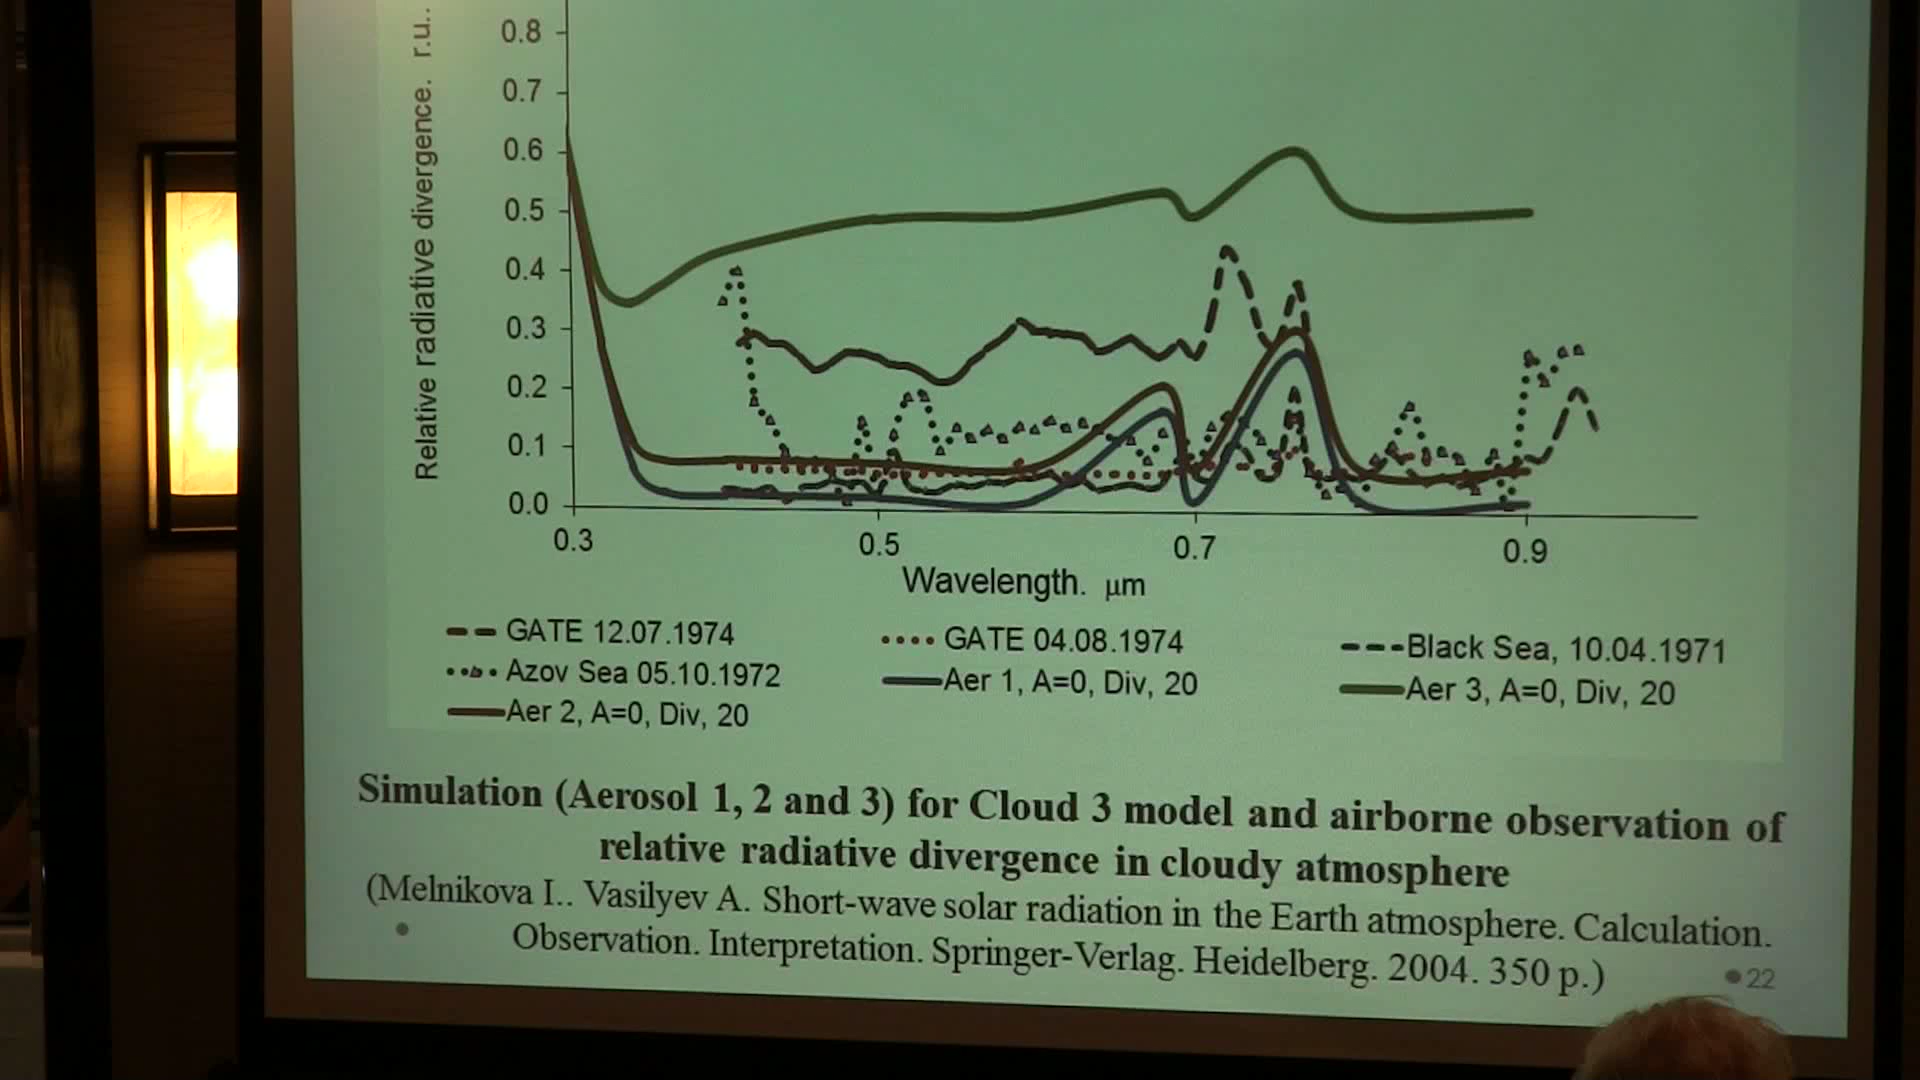 Relative radiative divergence. r.u..
0.8
0.7
0.6
0.5
0.4
0.3
0.2
0.1
0.0
0.3 0.5 0.7 0.9
Wavelength. μm
GATE 12.07.1974 GATE 04.08.1974 Black Sea, 10.04.1971
Azov Sea 05.10.1972 Aer 1, A=0, Div, 20 Aer 3, A=0, Div, 20
Aer 2, A=0, Div, 20
Simulation (Aerosol 1, 2 and 3) for Cloud 3 model and airborne observation of
relative radiative divergence in cloudy atmosphere
(Melnikova I.. Vasilyev A. Short-wave solar radiation in the Earth atmosphere. Calculation.
Observation. Interpretation. Springer-Verlag. Heidelberg. 2004. 350 p.)
22